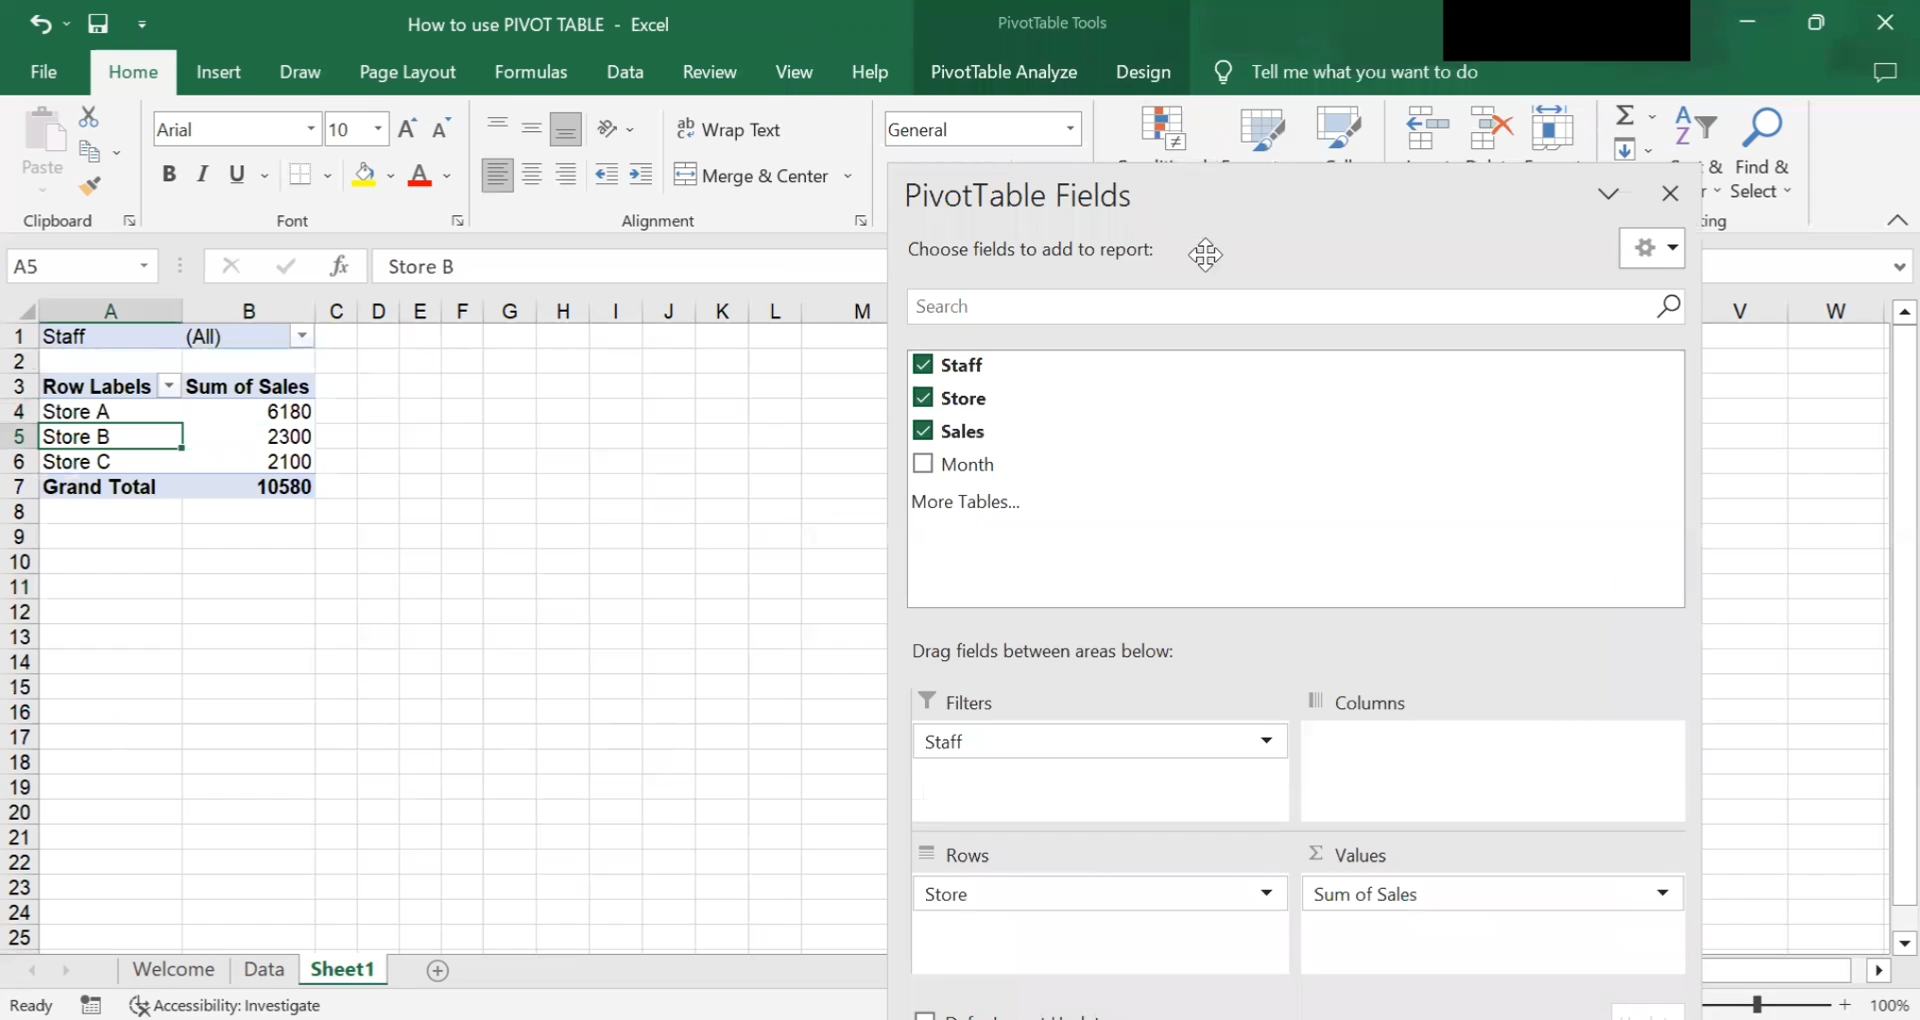 How to use PIVOT TABLE - Excel
PivotTable Tools
File Home Insert Draw Page Layout Formulas Data Review View Help PivotTable Analyze Design Tell me what you want to do
Paste
Clipboard
Arial 10
B I U
Font
Wrap Text
Merge & Center
Alignment
General
Find &
Select
A5
fx Store B
A B C D E F G H I J K L M V W
1 Staff (All)
2
3 Row Labels Sum of Sales
4 Store A 6180
5 Store B 2300
6 Store C 2100
7 Grand Total 10580
8
9
10
11
12
13
14
15
16
17
18
19
20
21
22
23
24
25
PivotTable Fields
Choose fields to add to report:
Search
Staff
Store
Sales
Month
More Tables...
Drag fields between areas below:
Filters
Staff
Columns
Rows
Store
Σ Values
Sum of Sales
Welcome Data Sheet1
Ready Accessibility: Investigate
100%